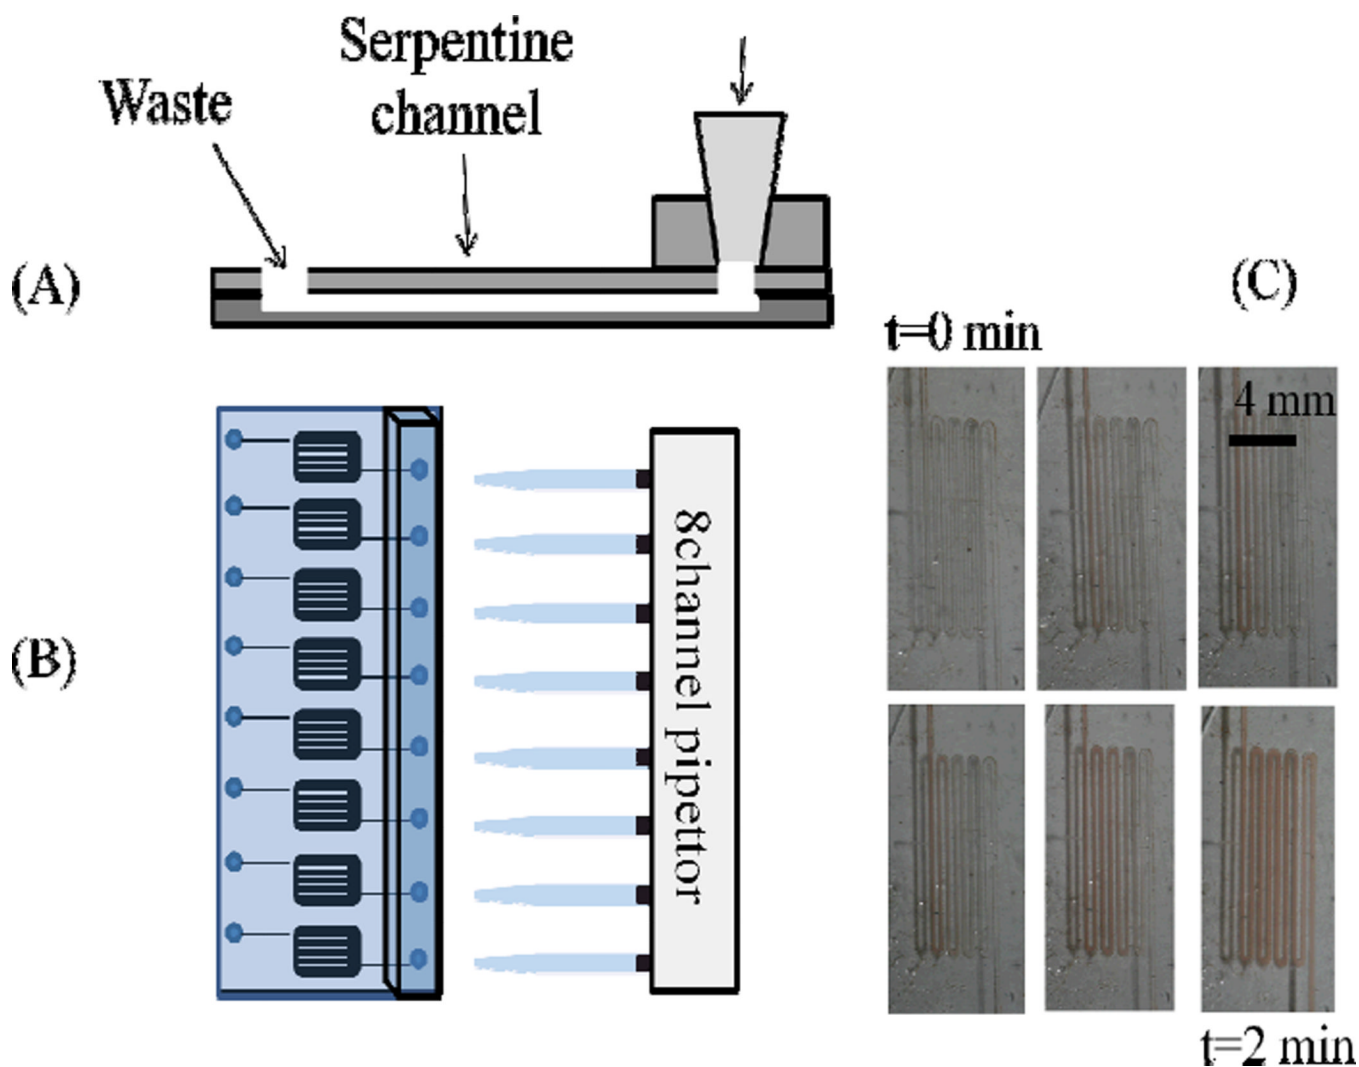 Serpentine
channel
Waste
(A)
(C)
t=0 min
4 mm
(B)
8channel pipettor
t=2 min